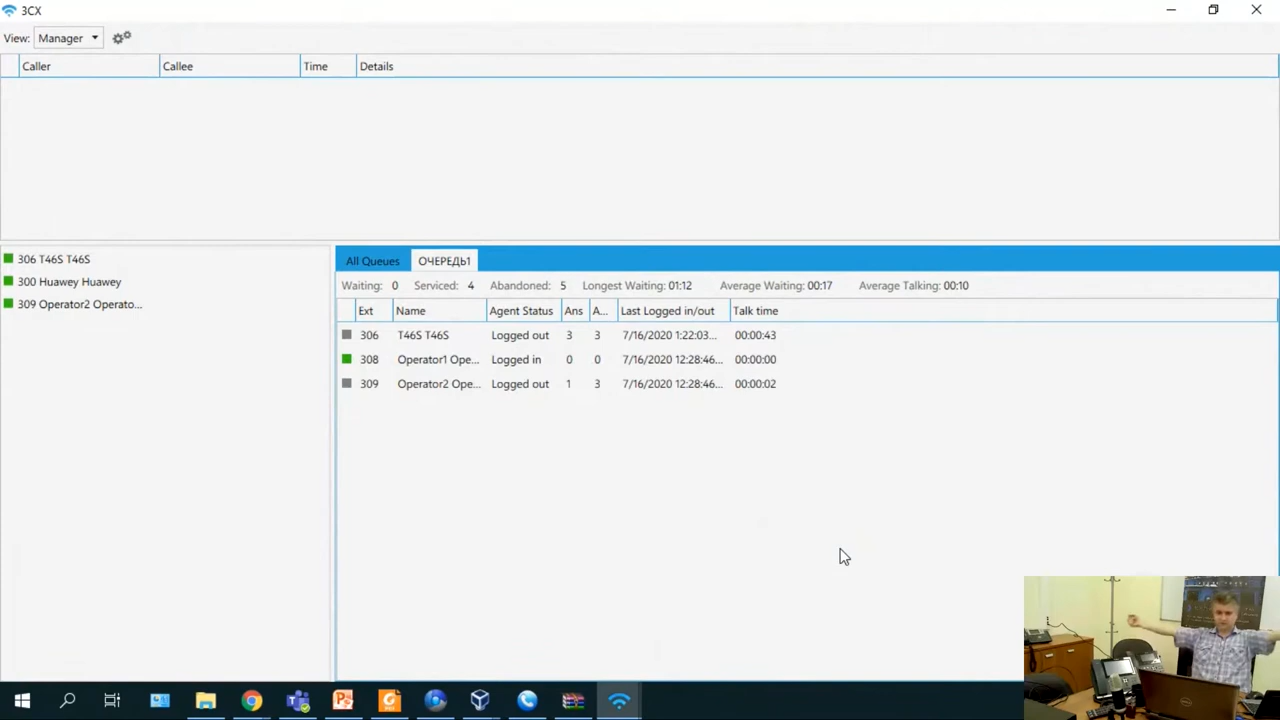 3CX
View: Manager
Caller Callee Time Details
306 T46S T46S
300 Huawey Huawey
309 Operator2 Operato...
All Queues ОЧЕРЕДЬ1
Waiting: 0 Serviced: 4 Abandoned: 5 Longest Waiting: 01:12 Average Waiting: 00:17 Average Talking: 00:10
Ext Name Agent Status Ans A... Last Logged in/out Talk time
306 T46S T46S Logged out 3 3 7/16/2020 1:22:03... 00:00:43
308 Operator1 Ope... Logged in 0 0 7/16/2020 12:28:46... 00:00:00
309 Operator2 Ope... Logged out 1 3 7/16/2020 12:28:46... 00:00:02